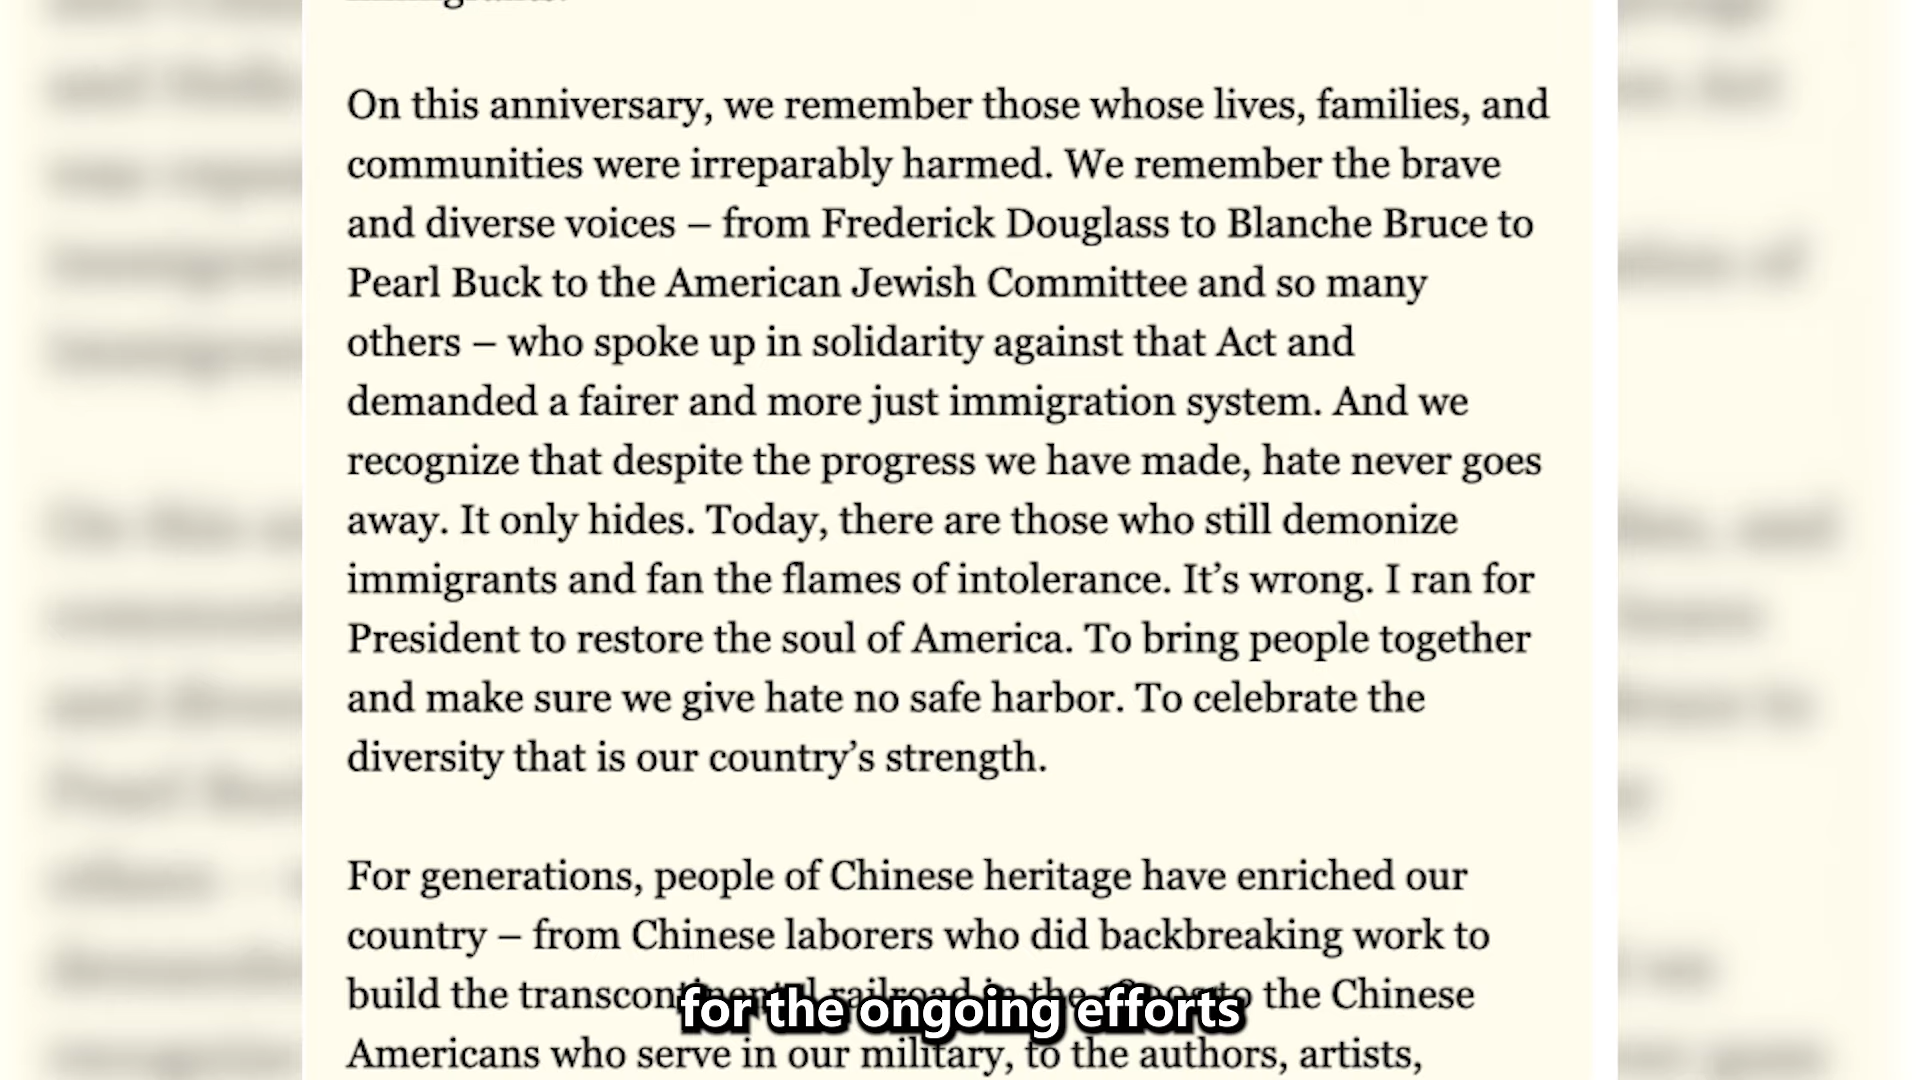 On this anniversary, we remember those whose lives, families, and
communities were irreparably harmed. We remember the brave
and diverse voices – from Frederick Douglass to Blanche Bruce to
Pearl Buck to the American Jewish Committee and so many
others – who spoke up in solidarity against that Act and
demanded a fairer and more just immigration system. And we
recognize that despite the progress we have made, hate never goes
away. It only hides. Today, there are those who still demonize
immigrants and fan the flames of intolerance. It’s wrong. I ran for
President to restore the soul of America. To bring people together
and make sure we give hate no safe harbor. To celebrate the
diversity that is our country’s strength.
For generations, people of Chinese heritage have enriched our
country – from Chinese laborers who did backbreaking work to
build the transcontinental railroad in the to the Chinese
for the ongoing efforts
Americans who serve in our military, to the authors, artists,